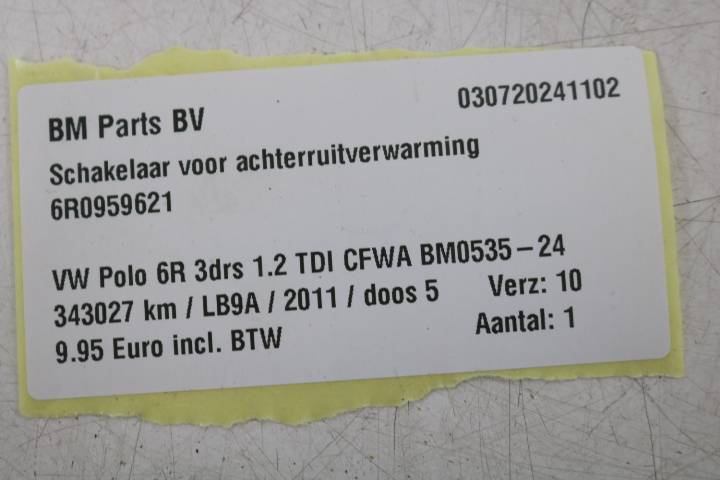 BM Parts BV 030720241102
Schakelaar voor achterruitverwarming
6R0959621
VW Polo 6R 3drs 1.2 TDI CFWA BM0535-24
343027 km / LB9A / 2011 / doos 5 Verz: 10
9.95 Euro incl. BTW Aantal: 1